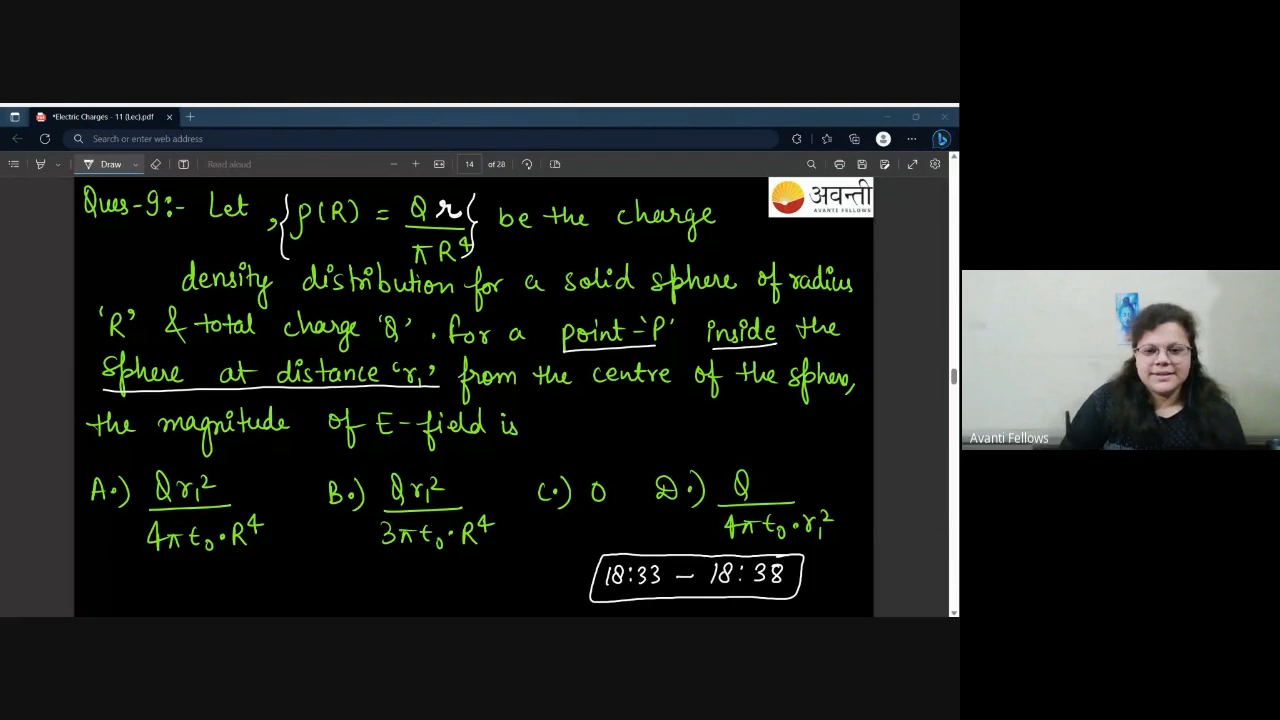 *Electric Charges - 11 (Lec).pdf
Search or enter web address
Draw
Read aloud
14 of 28
Ques-9:- Let, {ρ(R) = Qr/πR⁴} be the charge
density distribution for a solid sphere of radius
'R' & total charge 'Q'. For a point-'P' inside the
sphere at distance 'r₁' from the centre of the sphere,
the magnitude of E-field is
A.) Qr₁²/4πt₀·R⁴ B.) Qr₁²/3πt₀·R⁴ C.) 0 D.) Q/4πt₀·r₁²
18:33 — 18:38
अवन्ती
AVANTI FELLOWS
Avanti Fellows